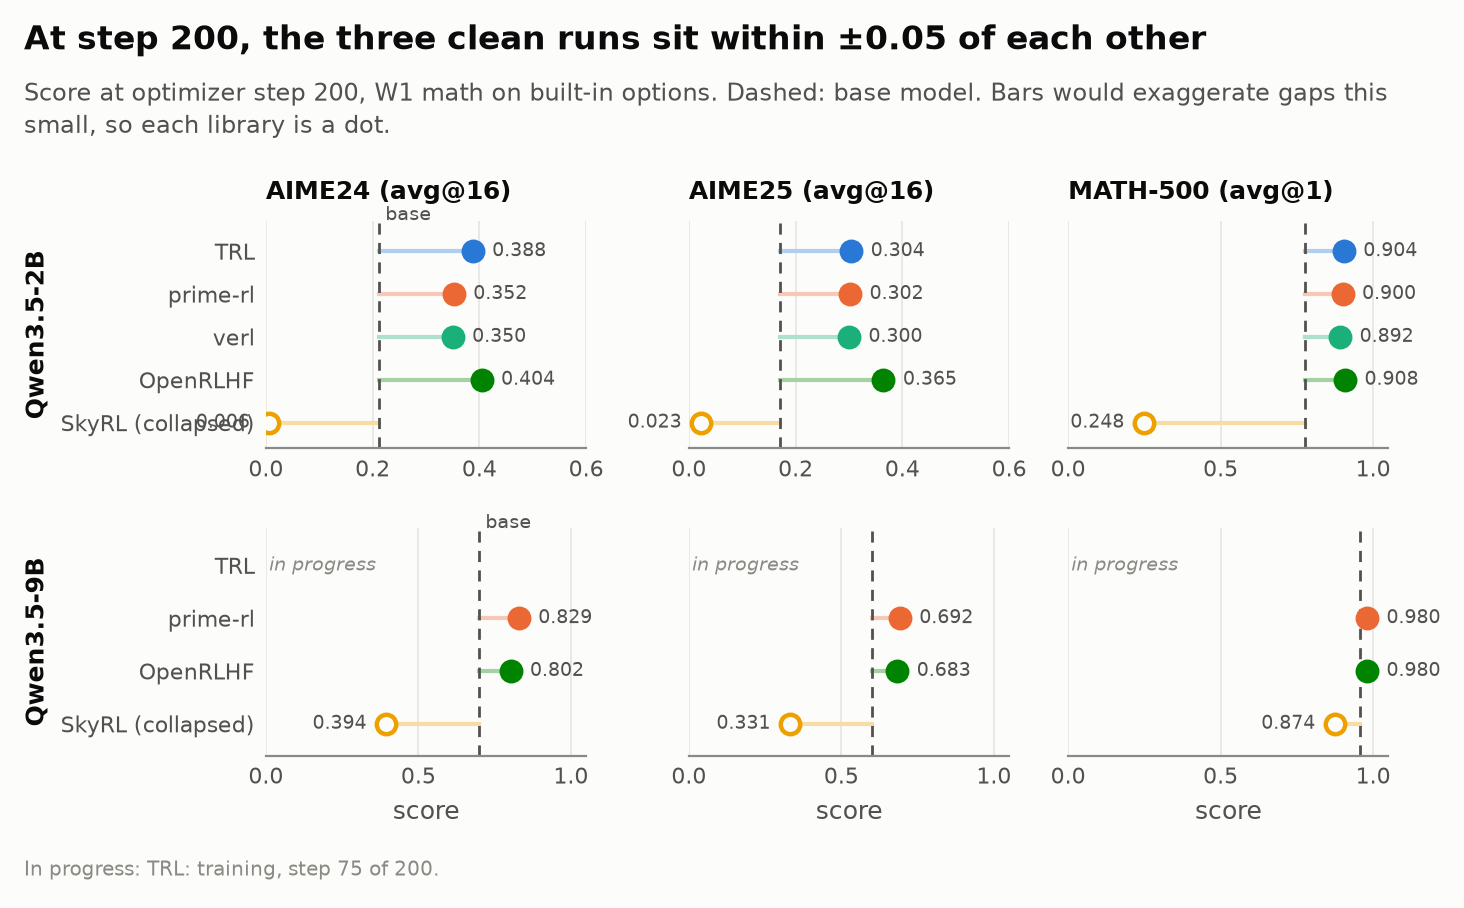 At step 200, the three clean runs sit within ±0.05 of each other
Score at optimizer step 200, W1 math on built-in options. Dashed: base model. Bars would exaggerate gaps this
small, so each library is a dot.
AIME24 (avg@16)
AIME25 (avg@16)
MATH-500 (avg@1)
base
Qwen3.5-2B
TRL
0.388
0.304
0.904
prime-rl
0.352
0.302
0.900
verl
0.350
0.300
0.892
OpenRLHF
0.404
0.365
0.908
SkyRL (collapsed)
0.006
0.023
0.248
0.0
0.2
0.4
0.6
0.0
0.2
0.4
0.6
0.0
0.5
1.0
base
Qwen3.5-9B
TRL
in progress
in progress
in progress
prime-rl
0.829
0.692
0.980
OpenRLHF
0.802
0.683
0.980
SkyRL (collapsed)
0.394
0.331
0.874
0.0
0.5
1.0
0.0
0.5
1.0
0.0
0.5
1.0
score
score
score
In progress: TRL: training, step 75 of 200.